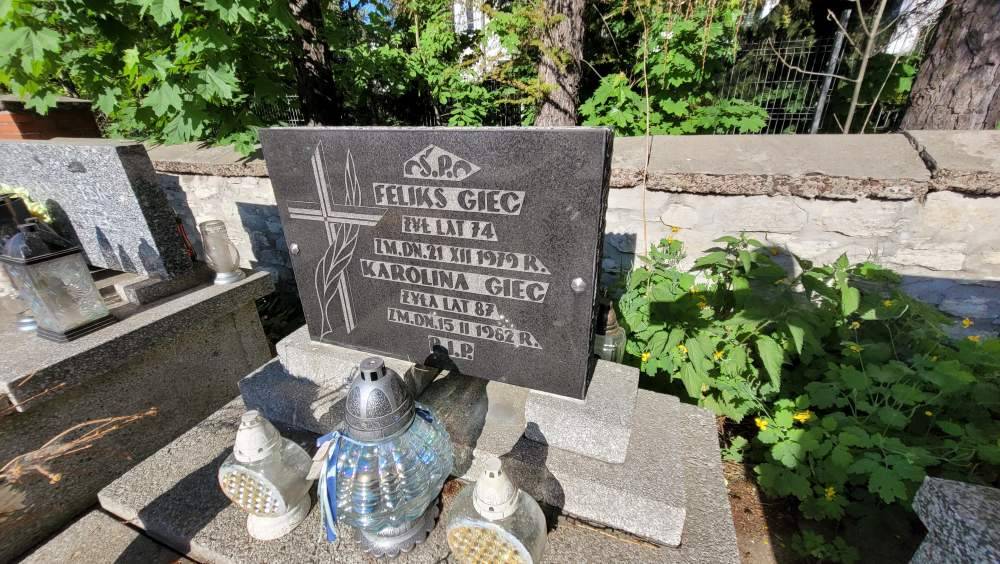 Ś.P.
FELIKS GIEC
ŻYŁ LAT 74
ZM. DN. 21 XII 1979 R.
KAROLINA GIEC
ŻYŁA LAT 87
ZM. DN. 15 II 1982 R.
R.I.P.